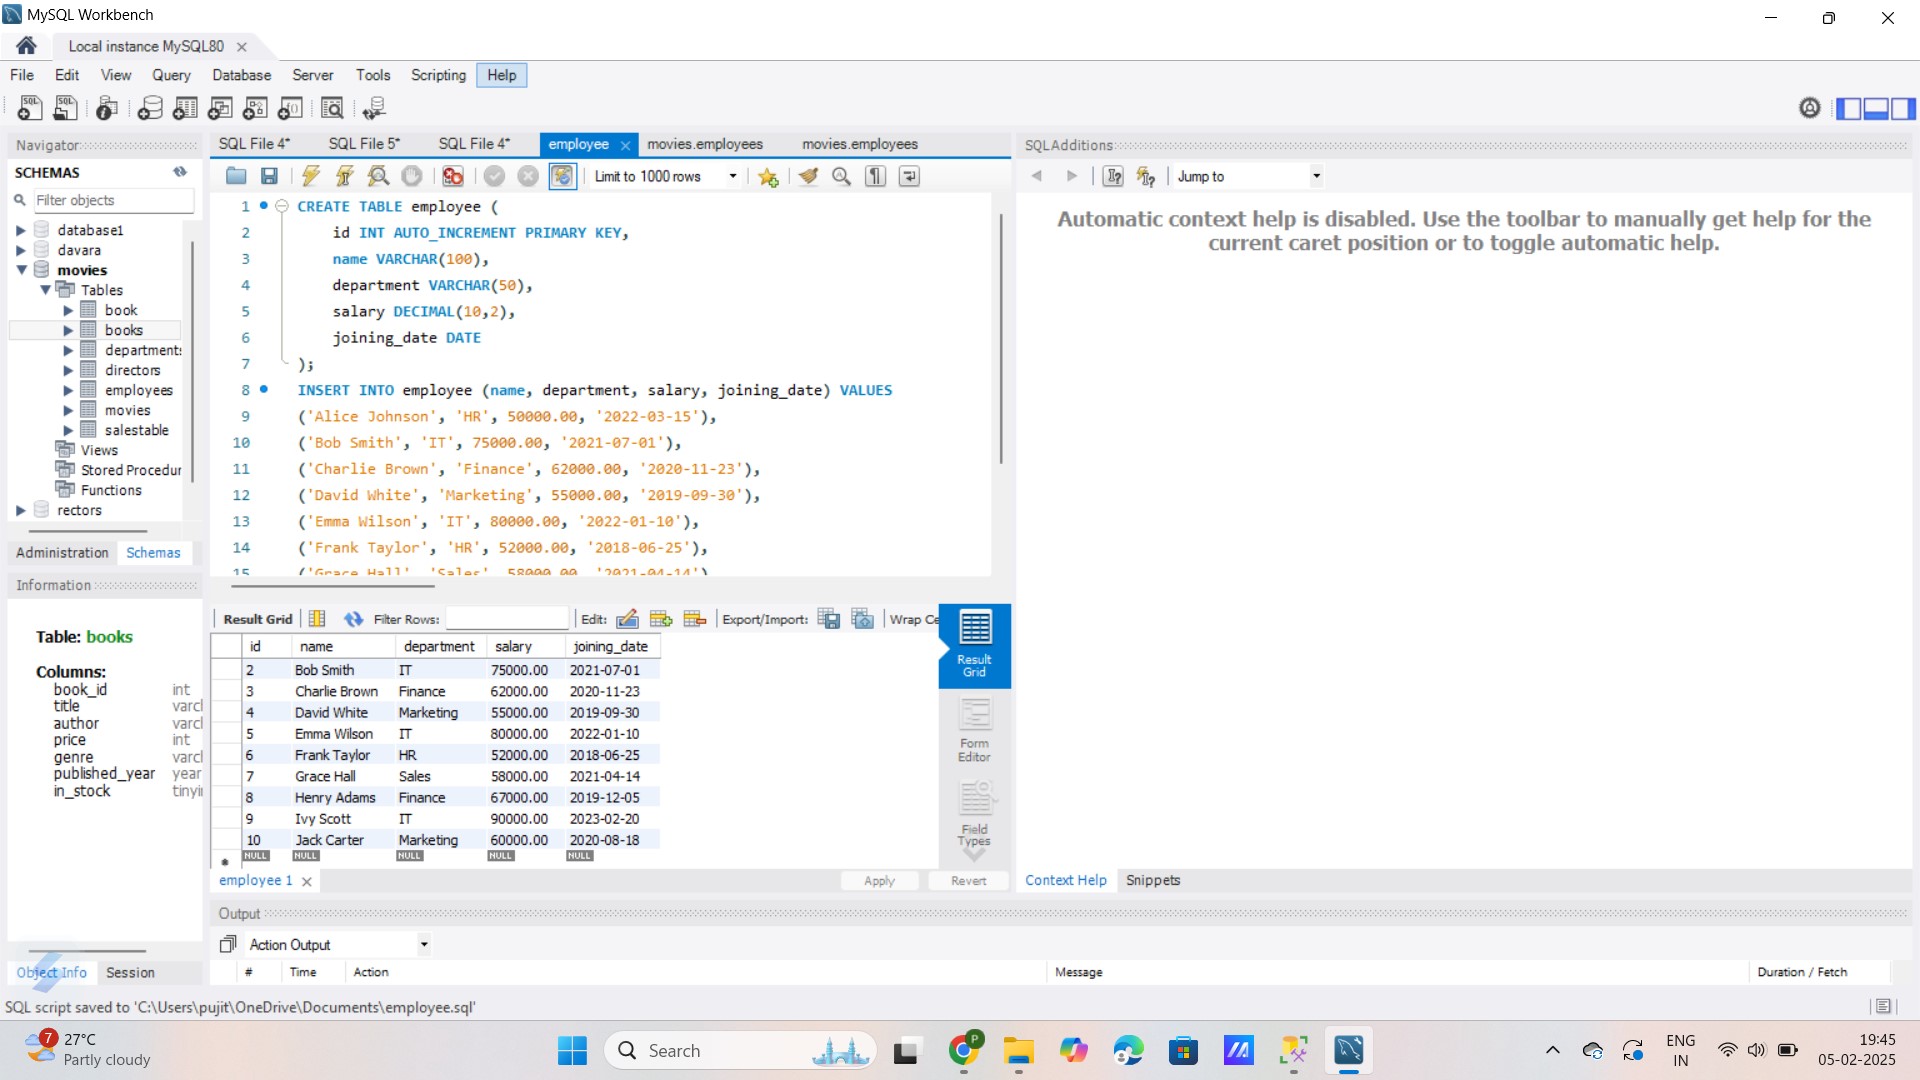 MySQL Workbench
Local instance MySQL80
File Edit View Query Database Server Tools Scripting Help
Navigator
SCHEMAS
Filter objects
database1
davara
movies
Tables
book
books
departments
directors
employees
movies
salestable
Views
Stored Procedur
Functions
rectors
Administration Schemas
Information
Table: books
Columns:
book_id int
title varcl
author varcl
price int
genre varcl
published_year year
in_stock tinyi
Object Info Session
SQL File 4* SQL File 5* SQL File 4* employee movies.employees movies.employees
Limit to 1000 rows
1 CREATE TABLE employee (
2 id INT AUTO_INCREMENT PRIMARY KEY,
3 name VARCHAR(100),
4 department VARCHAR(50),
5 salary DECIMAL(10,2),
6 joining_date DATE
7 );
8 INSERT INTO employee (name, department, salary, joining_date) VALUES
9 ('Alice Johnson', 'HR', 50000.00, '2022-03-15'),
10 ('Bob Smith', 'IT', 75000.00, '2021-07-01'),
11 ('Charlie Brown', 'Finance', 62000.00, '2020-11-23'),
12 ('David White', 'Marketing', 55000.00, '2019-09-30'),
13 ('Emma Wilson', 'IT', 80000.00, '2022-01-10'),
14 ('Frank Taylor', 'HR', 52000.00, '2018-06-25'),
15 ('Grace Hall', 'Sales', 58000.00, '2021-04-14')
Result Grid Filter Rows: Edit: Export/Import: Wrap Ce
id name department salary joining_date
2 Bob Smith IT 75000.00 2021-07-01
3 Charlie Brown Finance 62000.00 2020-11-23
4 David White Marketing 55000.00 2019-09-30
5 Emma Wilson IT 80000.00 2022-01-10
6 Frank Taylor HR 52000.00 2018-06-25
7 Grace Hall Sales 58000.00 2021-04-14
8 Henry Adams Finance 67000.00 2019-12-05
9 Ivy Scott IT 90000.00 2023-02-20
10 Jack Carter Marketing 60000.00 2020-08-18
NULL NULL NULL NULL NULL
Result
Grid
Form
Editor
Field
Types
employee 1 Apply Revert
SQLAdditions
Jump to
Automatic context help is disabled. Use the toolbar to manually get help for the
current caret position or to toggle automatic help.
Context Help Snippets
Output
Action Output
# Time Action Message Duration / Fetch
SQL script saved to 'C:\Users\pujit\OneDrive\Documents\employee.sql'
7 27°C
Partly cloudy
Search
P
ENG
IN
19:45
05-02-2025